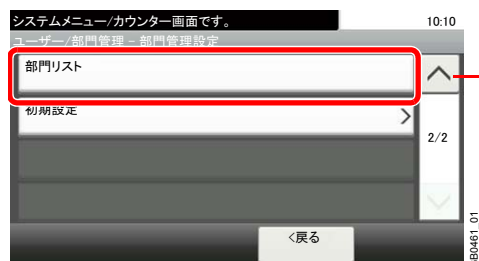 システムメニュー/カウンター画面です。
10:10
ユーザー/部門管理 - 部門管理設定
部門リスト
初期設定
2/2
<戻る
B0461_01